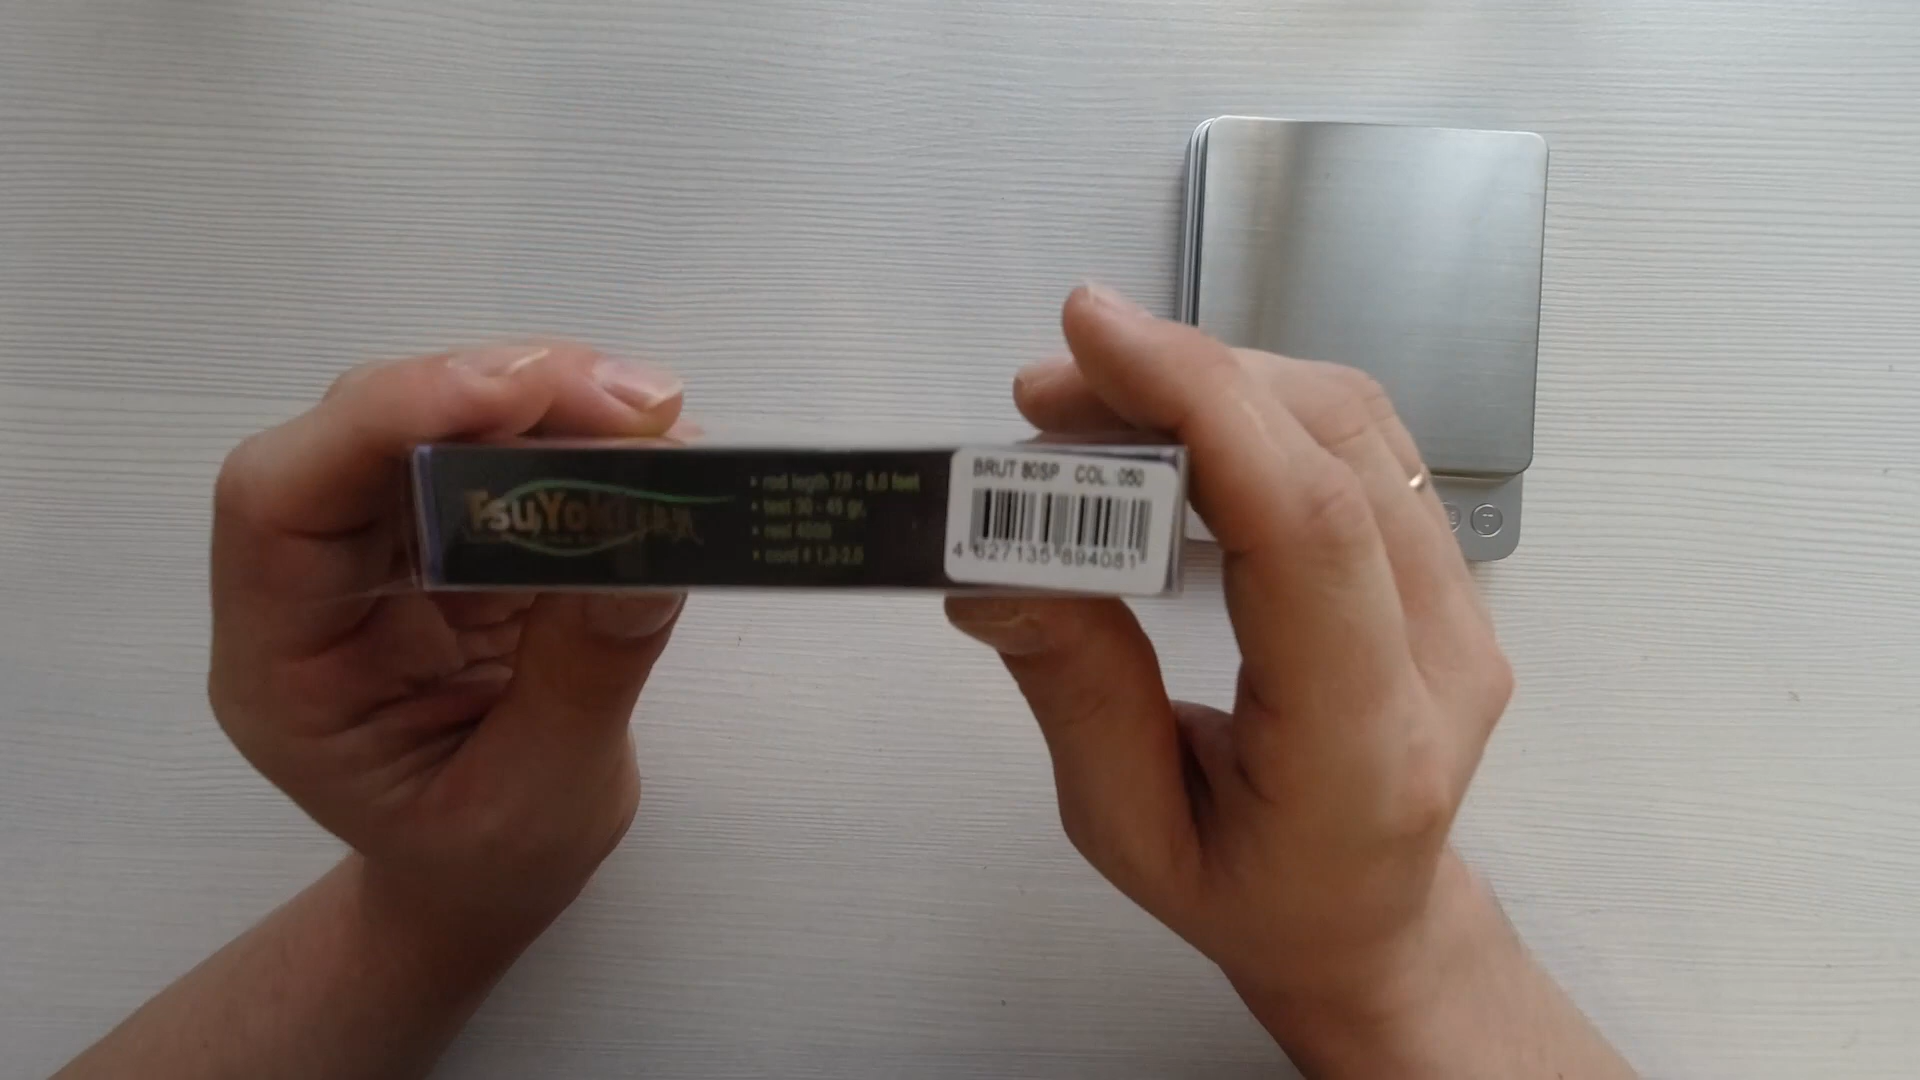 TsuYoki
• rod legth 7.0 - 8.0 feet
• test 30 - 45 gr.
• reel 4000
• cord # 1.2-2.0
BRUT 80SP COL :050
4 627135 694081